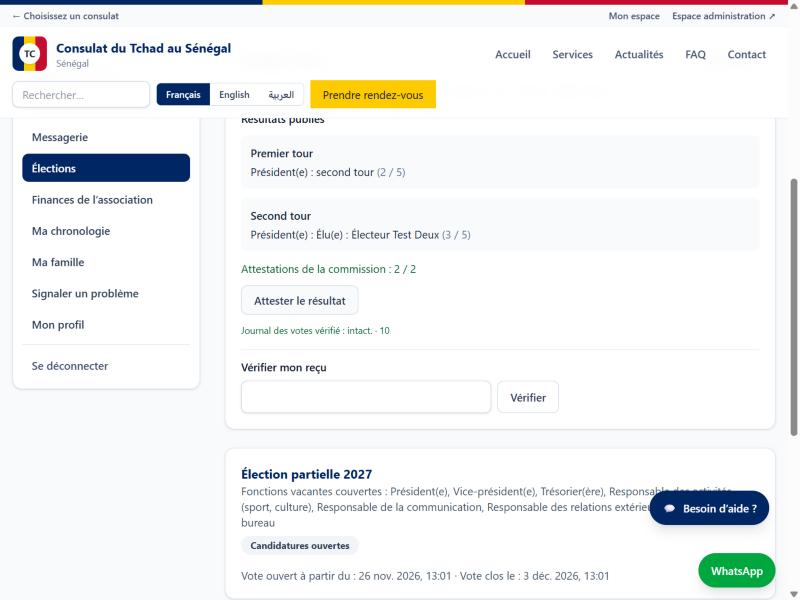 ← Choisissez un consulat
Mon espace
Espace administration ↗
TC
Consulat du Tchad au Sénégal
Sénégal
Accueil
Services
Actualités
FAQ
Contact
Rechercher...
Français
English
العربية
Prendre rendez-vous
Messagerie
Élections
Finances de l'association
Ma chronologie
Ma famille
Signaler un problème
Mon profil
Se déconnecter
Résultats publiés
Premier tour
Président(e) : second tour (2 / 5)
Second tour
Président(e) : Élu(e) : Électeur Test Deux (3 / 5)
Attestations de la commission : 2 / 2
Attester le résultat
Journal des votes vérifié : intact. · 10
Vérifier mon reçu
Vérifier
Élection partielle 2027
Fonctions vacantes couvertes : Président(e), Vice-président(e), Trésorier(ère), Responsable des activités
(sport, culture), Responsable de la communication, Responsable des relations
bureau
Candidatures ouvertes
Vote ouvert à partir du : 26 nov. 2026, 13:01 · Vote clos le : 3 déc. 2026, 13:01
Besoin d'aide ?
WhatsApp